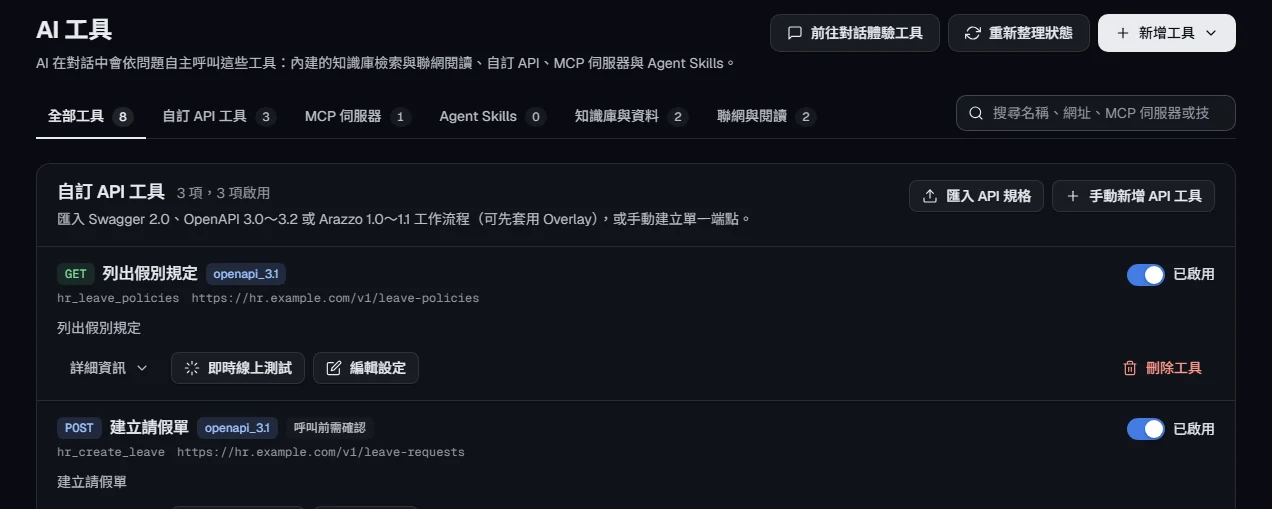 AI 工具
前往對話體驗工具
重新整理狀態
新增工具
AI 在對話中會依問題自主呼叫這些工具：內建的知識庫檢索與聯網閱讀、自訂 API、MCP 伺服器與 Agent Skills。
全部工具 8
自訂 API 工具 3
MCP 伺服器 1
Agent Skills 0
知識庫與資料 2
聯網與閱讀 2
搜尋名稱、網址、MCP 伺服器或技
自訂 API 工具 3 項，3 項啟用
匯入 API 規格
手動新增 API 工具
匯入 Swagger 2.0、OpenAPI 3.0～3.2 或 Arazzo 1.0～1.1 工作流程（可先套用 Overlay），或手動建立單一端點。
GET 列出假別規定 openapi_3.1
已啟用
hr_leave_policies https://hr.example.com/v1/leave-policies
列出假別規定
詳細資訊
即時線上測試
編輯設定
刪除工具
POST 建立請假單 openapi_3.1 呼叫前需確認
已啟用
hr_create_leave https://hr.example.com/v1/leave-requests
建立請假單